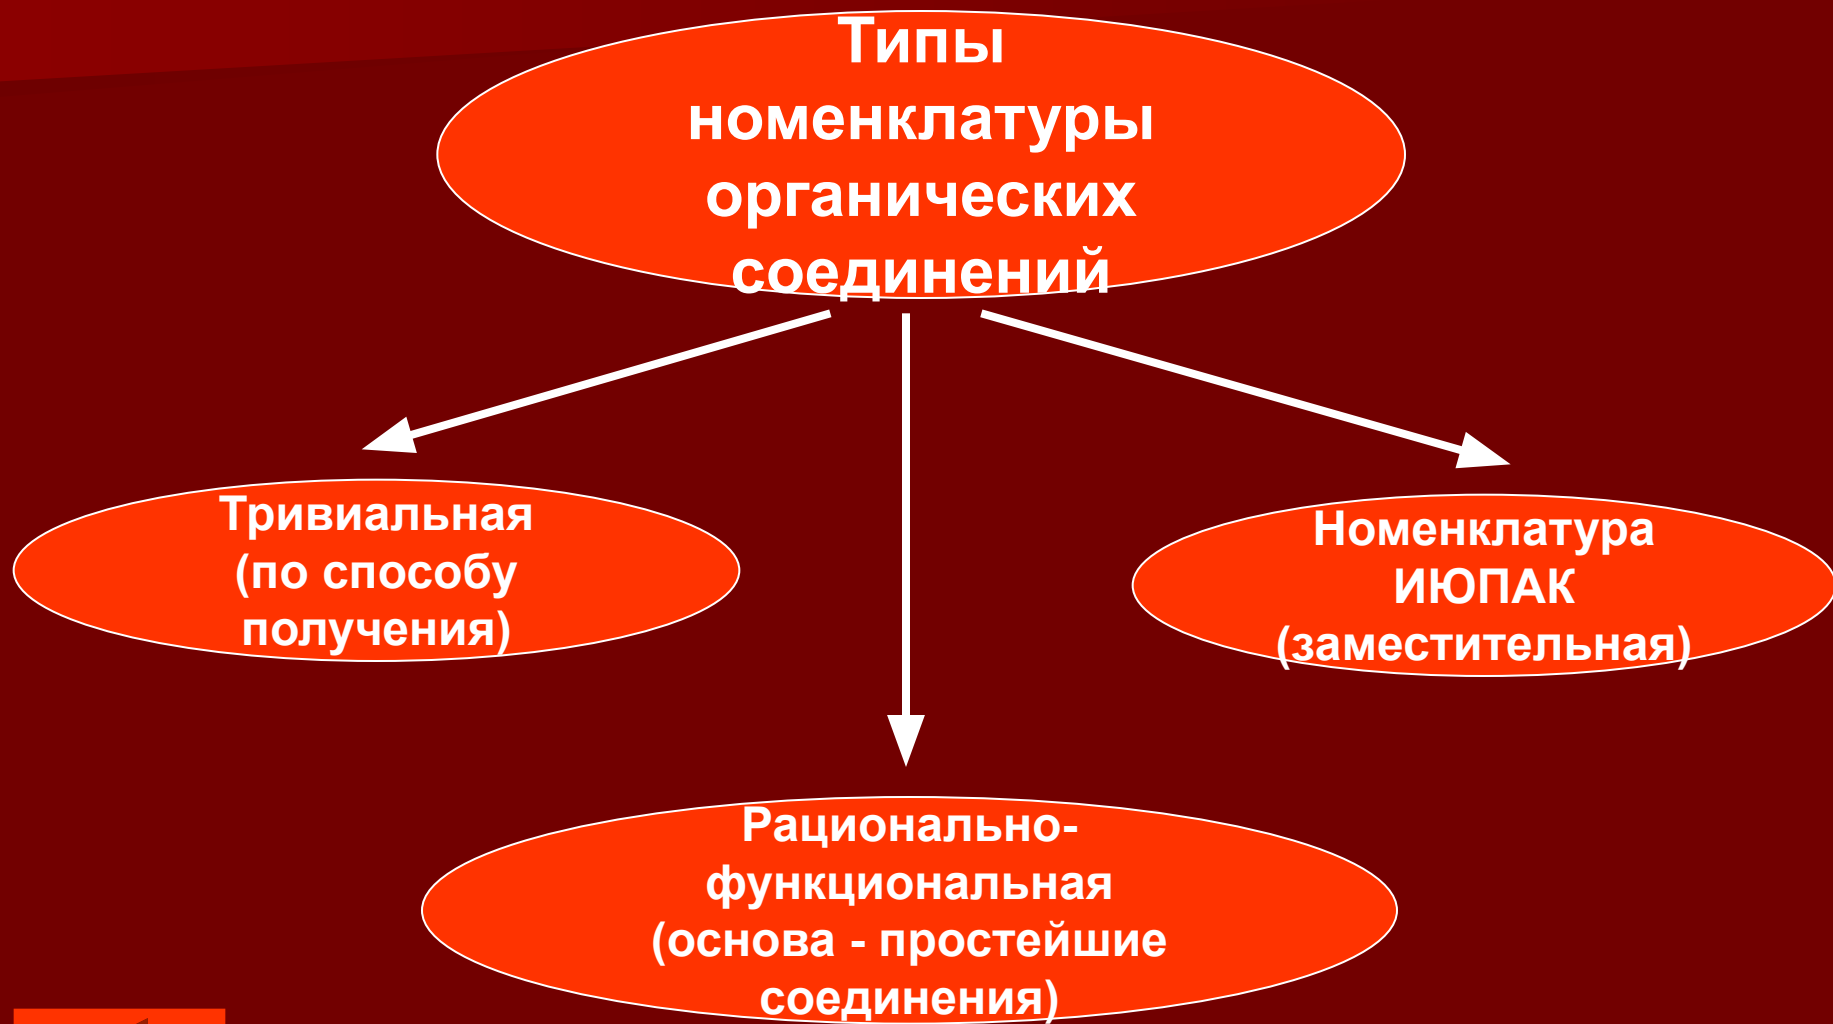 Типы
номенклатуры
органических
соединений
Тривиальная
(по способу
получения)
Номенклатура
ИЮПАК
(заместительная)
Рационально-
функциональная
(основа - простейшие
соединения)